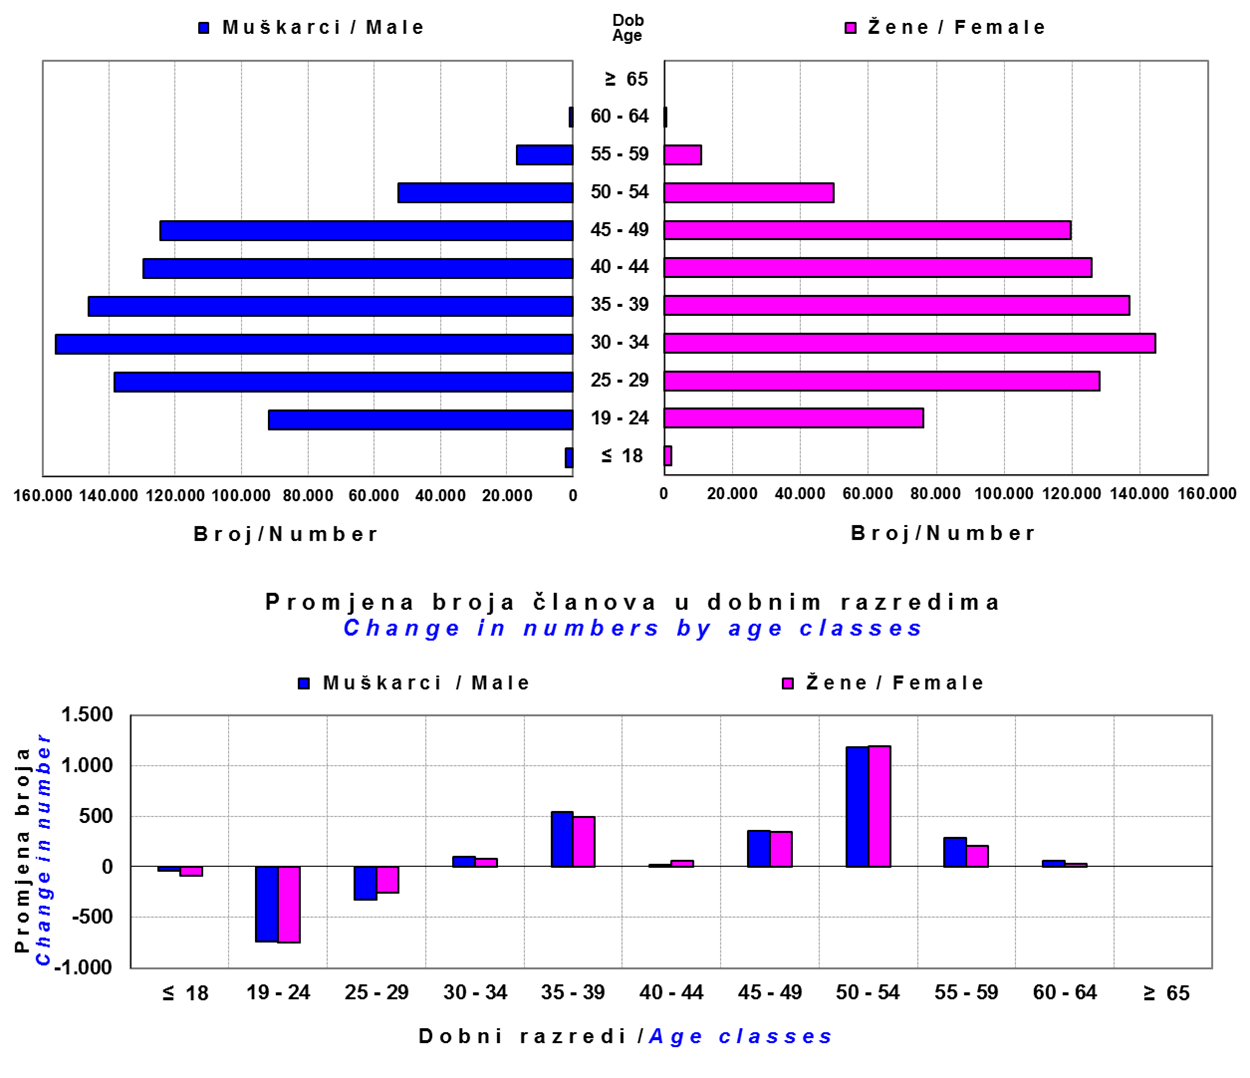 Muškarci / Male
Dob
Age
Žene / Female
≥ 65
60 - 64
55 - 59
50 - 54
45 - 49
40 - 44
35 - 39
30 - 34
25 - 29
19 - 24
≤ 18
160.000 140.000 120.000 100.000 80.000 60.000 40.000 20.000 0
0 20.000 40.000 60.000 80.000 100.000 120.000 140.000 160.000
Broj/Number
Broj/Number
Promjena broja članova u dobnim razredima
Change in numbers by age classes
Muškarci / Male
Žene / Female
Promjena broja
Change in number
1.500
1.000
500
0
-500
-1.000
≤ 18 19 - 24 25 - 29 30 - 34 35 - 39 40 - 44 45 - 49 50 - 54 55 - 59 60 - 64 ≥ 65
Dobni razredi /Age classes